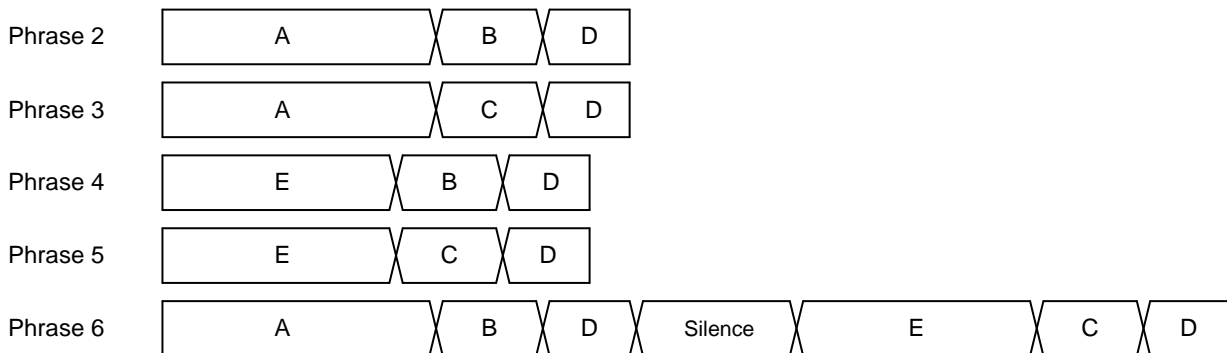 Phrase 2 A B D
Phrase 3 A C D
Phrase 4 E B D
Phrase 5 E C D
Phrase 6 A B D Silence E C D